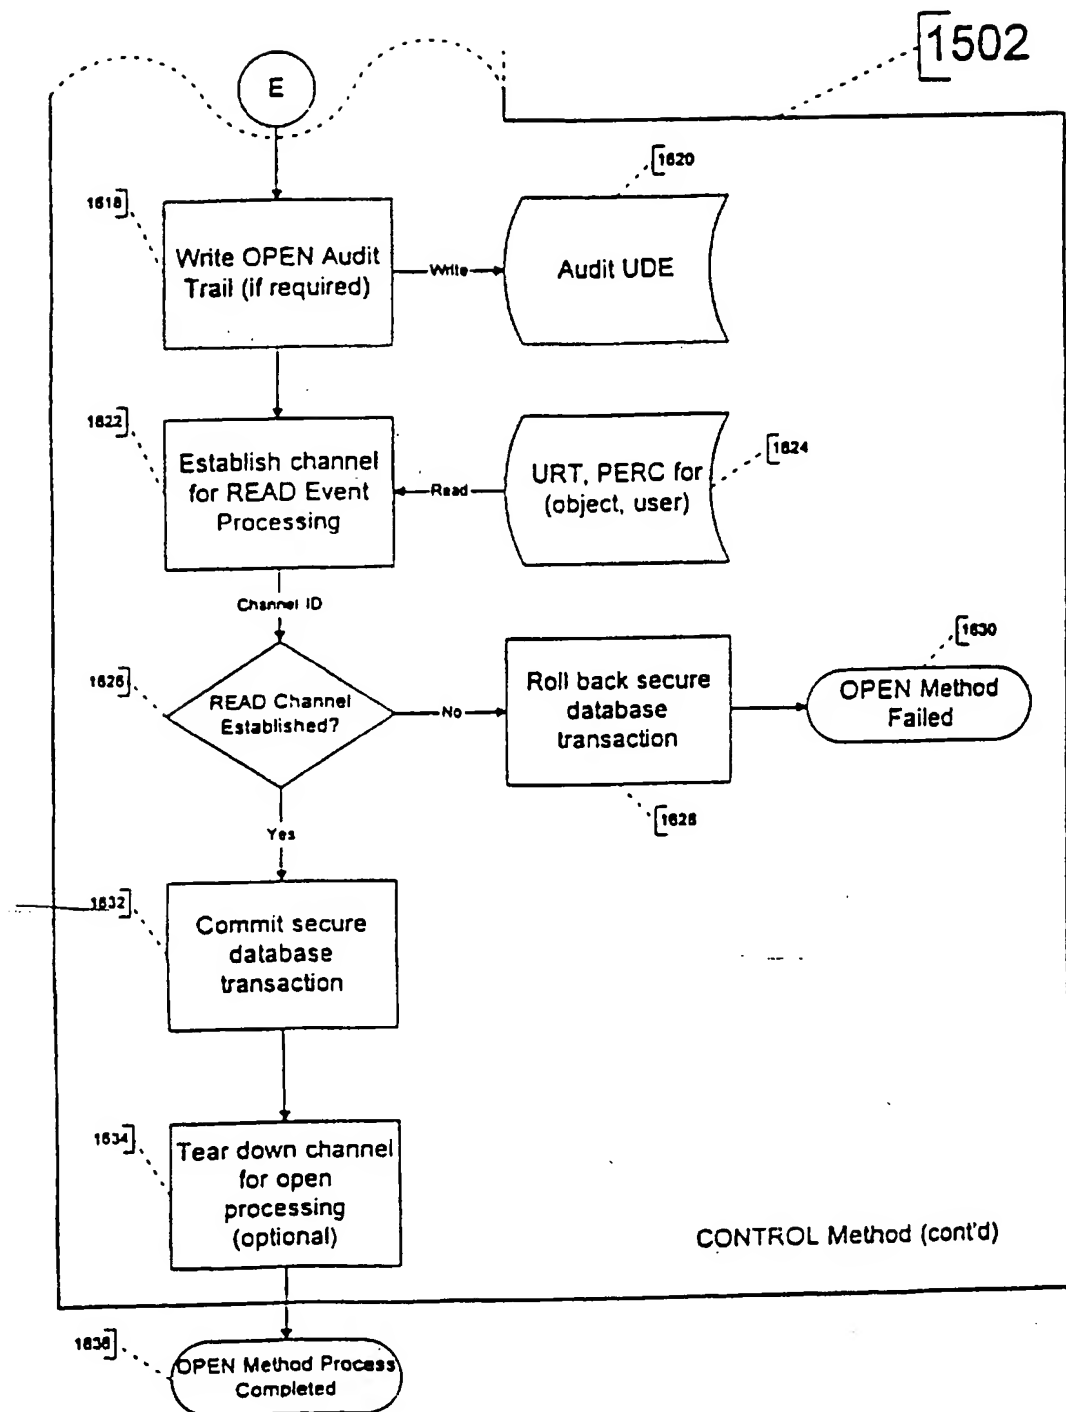 1502
E
1618
Write OPEN Audit
Trail (if required)
Write
1620
Audit UDE
1622
Establish channel
for READ Event
Processing
Read
URT, PERC for
(object, user)
1624
Channel ID
1626
READ Channel
Established?
No
Roll back secure
database
transaction
1628
1630
OPEN Method
Failed
Yes
1632
Commit secure
database
transaction
1634
Tear down channel
for open
processing
(optional)
CONTROL Method (cont'd)
1636
OPEN Method Process
Completed